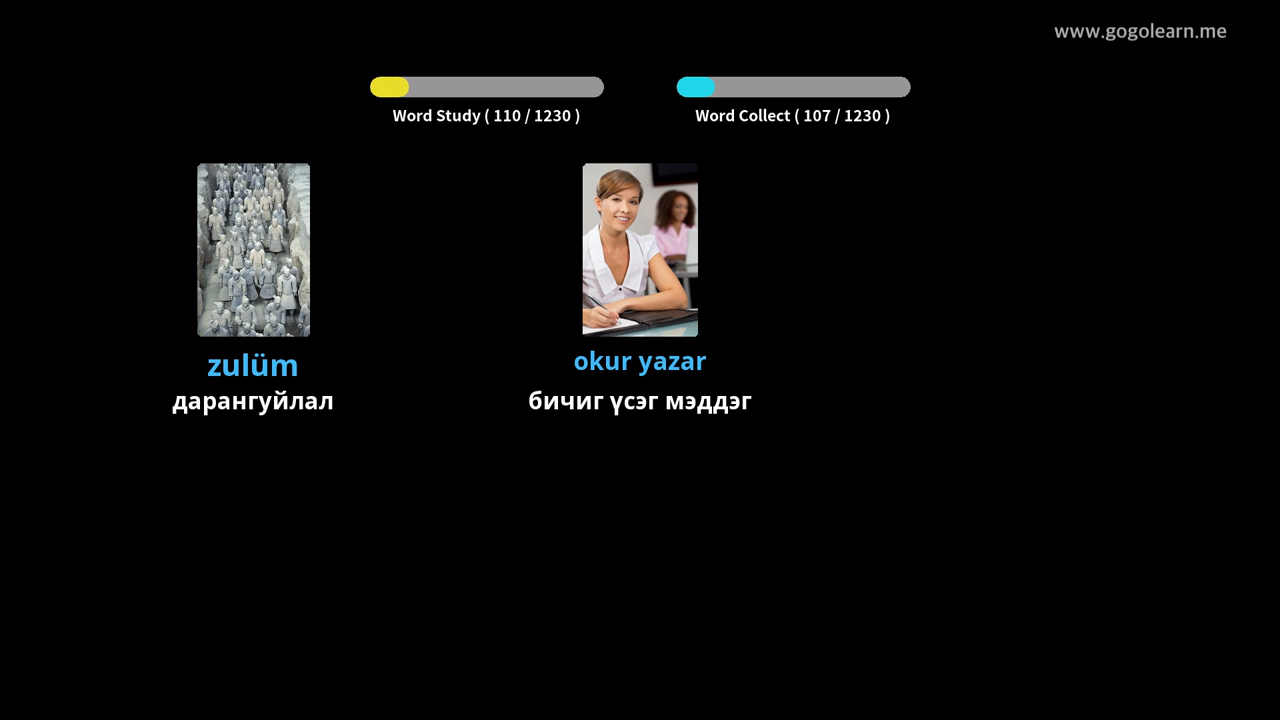 www.gogolearn.me
Word Study ( 110 / 1230 )
Word Collect ( 107 / 1230 )
zulüm
дарангуйлал
okur yazar
бичиг үсэг мэддэг